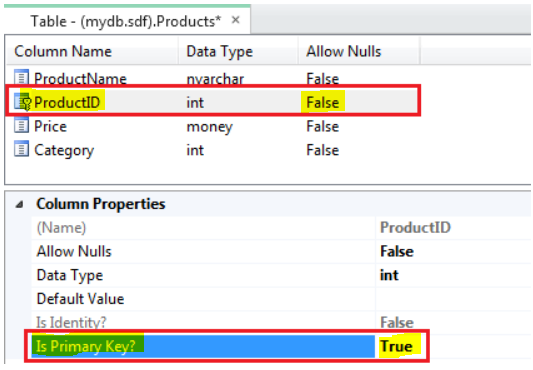 Table - (mydb.sdf).Products* ×
Column Name Data Type Allow Nulls
ProductName nvarchar False
ProductID int False
Price money False
Category int False
Column Properties
(Name) ProductID
Allow Nulls False
Data Type int
Default Value
Is Identity? False
Is Primary Key? True